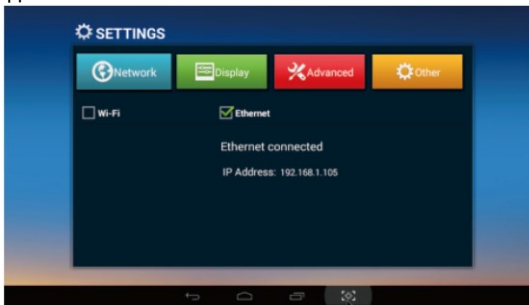 SETTINGS
Network Display Advanced Other
Wi-Fi Ethernet
Ethernet connected
IP Address: 192.168.1.105